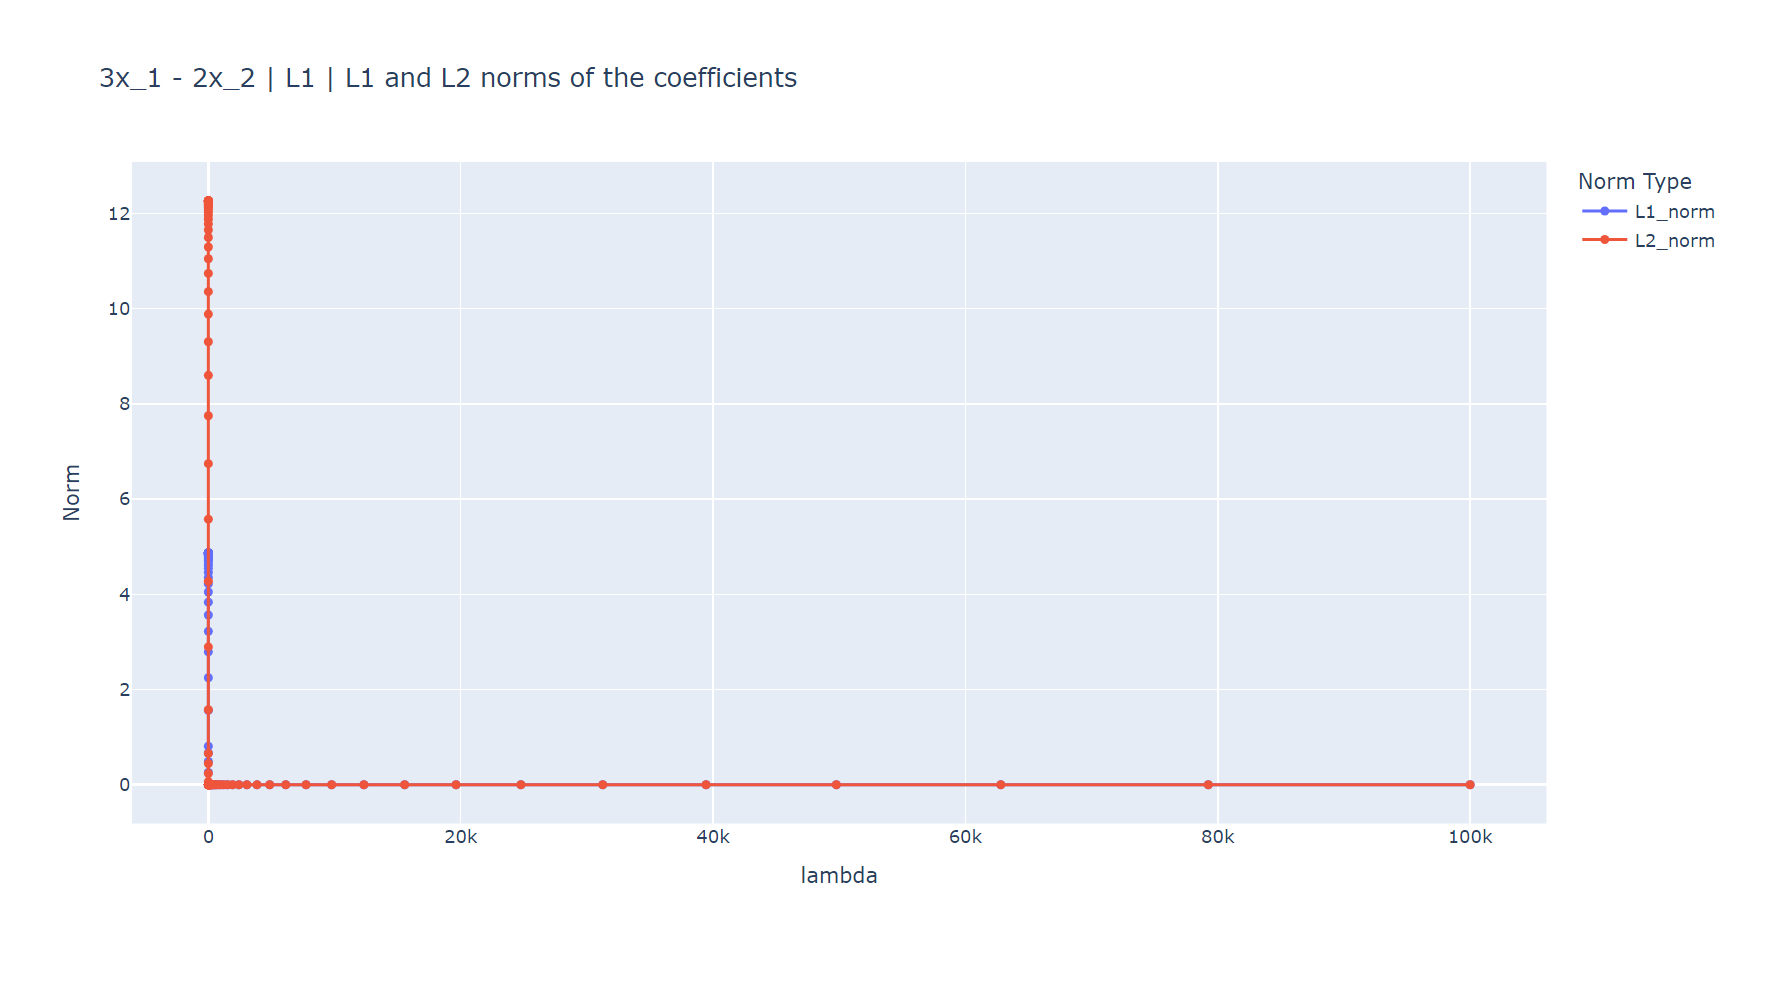 3x_1 - 2x_2 | L1 | L1 and L2 norms of the coefficients
Norm Type
L1_norm
L2_norm
12
10
8
6
4
2
0
Norm
0 20k 40k 60k 80k 100k
lambda